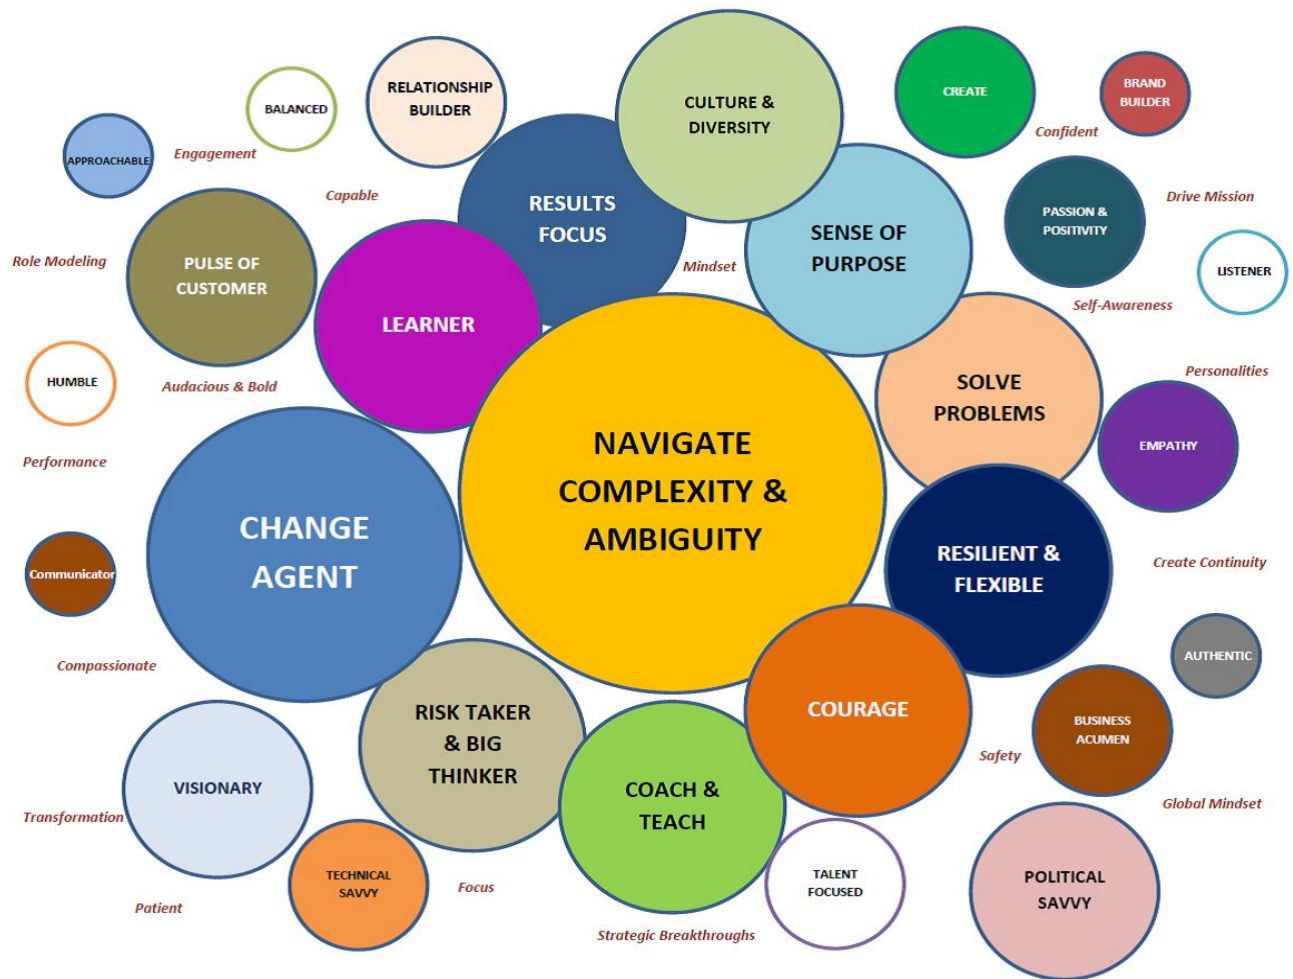 RELATIONSHIP
BUILDER
CULTURE &
DIVERSITY
CREATE
BRAND
BUILDER
BALANCED
Confident
APPROACHABLE
Engagement
Capable
RESULTS
FOCUS
SENSE OF
PURPOSE
PASSION &
POSITIVITY
Drive Mission
Role Modeling
PULSE OF
CUSTOMER
Mindset
LISTENER
LEARNER
Self-Awareness
HUMBLE
Audacious & Bold
SOLVE
PROBLEMS
Personalities
Performance
NAVIGATE
COMPLEXITY &
AMBIGUITY
EMPATHY
CHANGE
AGENT
RESILIENT &
FLEXIBLE
Create Continuity
Communicator
Compassionate
AUTHENTIC
RISK TAKER
& BIG
THINKER
COURAGE
BUSINESS
ACUMEN
Safety
VISIONARY
COACH &
TEACH
Global Mindset
Transformation
TECHNICAL
SAVVY
Focus
TALENT
FOCUSED
POLITICAL
SAVVY
Patient
Strategic Breakthroughs